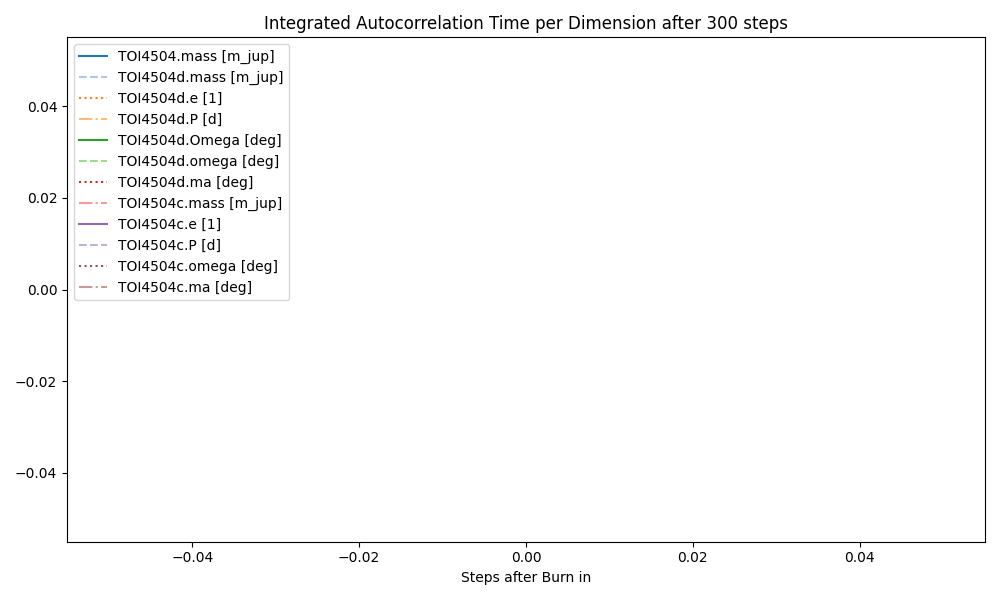 Integrated Autocorrelation Time per Dimension after 300 steps
TOI4504.mass [m_jup]
TOI4504d.mass [m_jup]
TOI4504d.e [1]
TOI4504d.P [d]
TOI4504d.Omega [deg]
TOI4504d.omega [deg]
TOI4504d.ma [deg]
TOI4504c.mass [m_jup]
TOI4504c.e [1]
TOI4504c.P [d]
TOI4504c.omega [deg]
TOI4504c.ma [deg]
0.04
0.02
0.00
−0.02
−0.04
−0.04 −0.02 0.00 0.02 0.04
Steps after Burn in